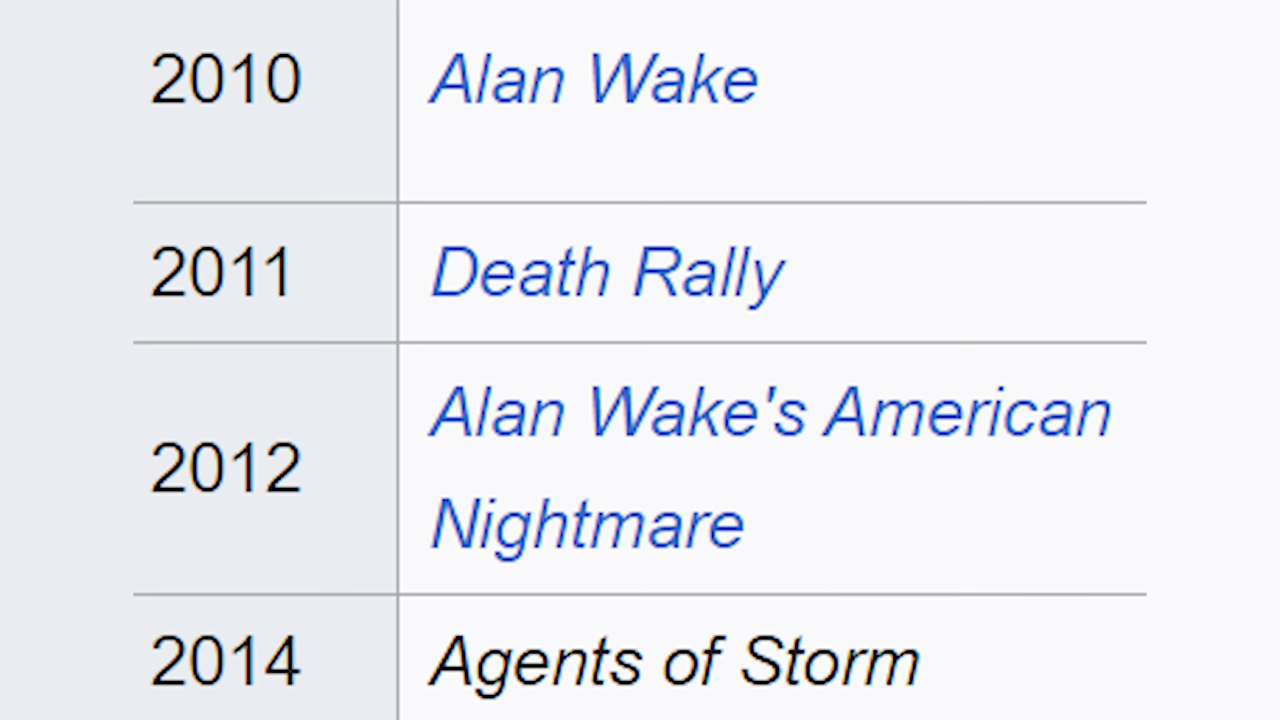 2010 Alan Wake
2011 Death Rally
2012 Alan Wake's American
Nightmare
2014 Agents of Storm